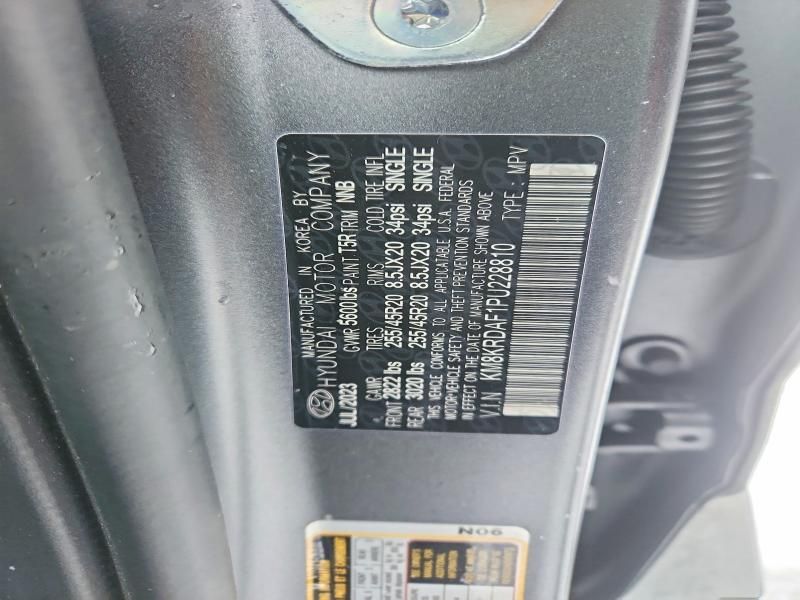 MANUFACTURED IN KOREA BY
HYUNDAI MOTOR COMPANY
JUL/2023 GVWR 5600lbs PAINT T5R TRIM NNB
GAWR TIRES RIMS COLD TIRE INFL
FRONT 2822 lbs 255/45R20 8.5JX20 34psi SINGLE
REAR 3020 lbs 255/45R20 8.5JX20 34psi SINGLE
THIS VEHICLE CONFORMS TO ALL APPLICABLE U.S.A. FEDERAL
MOTORVEHICLE SAFETY AND THEFT PREVENTION STANDARDS
IN EFFECT ON THE DATE OF MANUFACTURE SHOWN ABOVE
V.I.N KM8KRDAF1PU228810 TYPE : MPV
N06